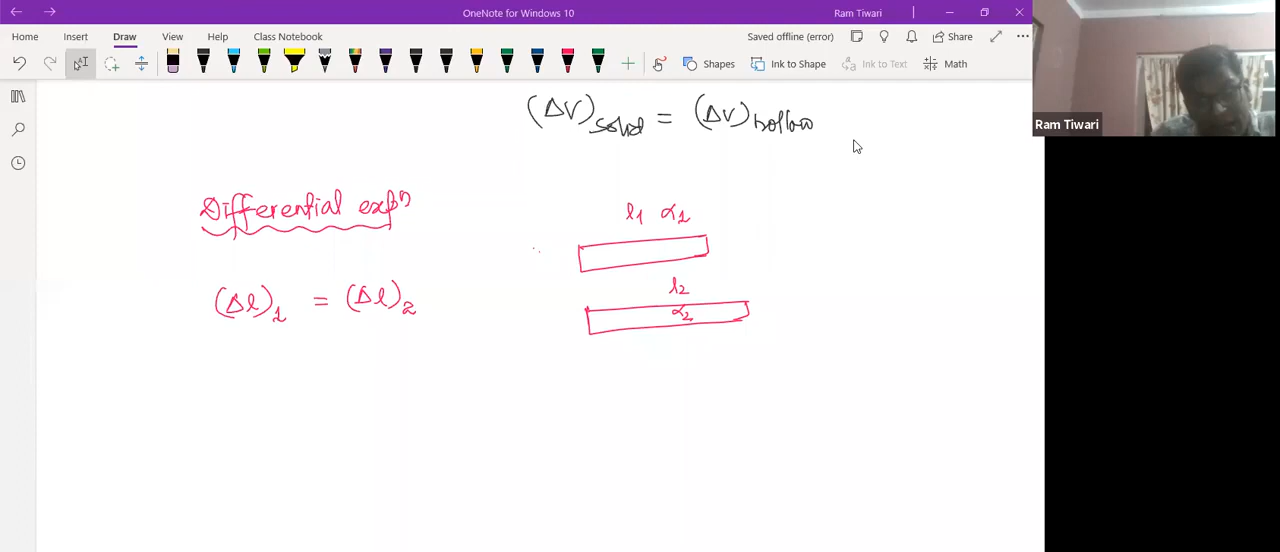 OneNote for Windows 10
Ram Tiwari
Home Insert Draw View Help Class Notebook
Saved offline (error)
Share
Shapes
Ink to Shape
Ink to Text
Math
Ram Tiwari
(ΔV)solid = (ΔV)hollow
Differential expⁿ
l₁ α₁
l₂
α₂
(Δl)₁ = (Δl)₂